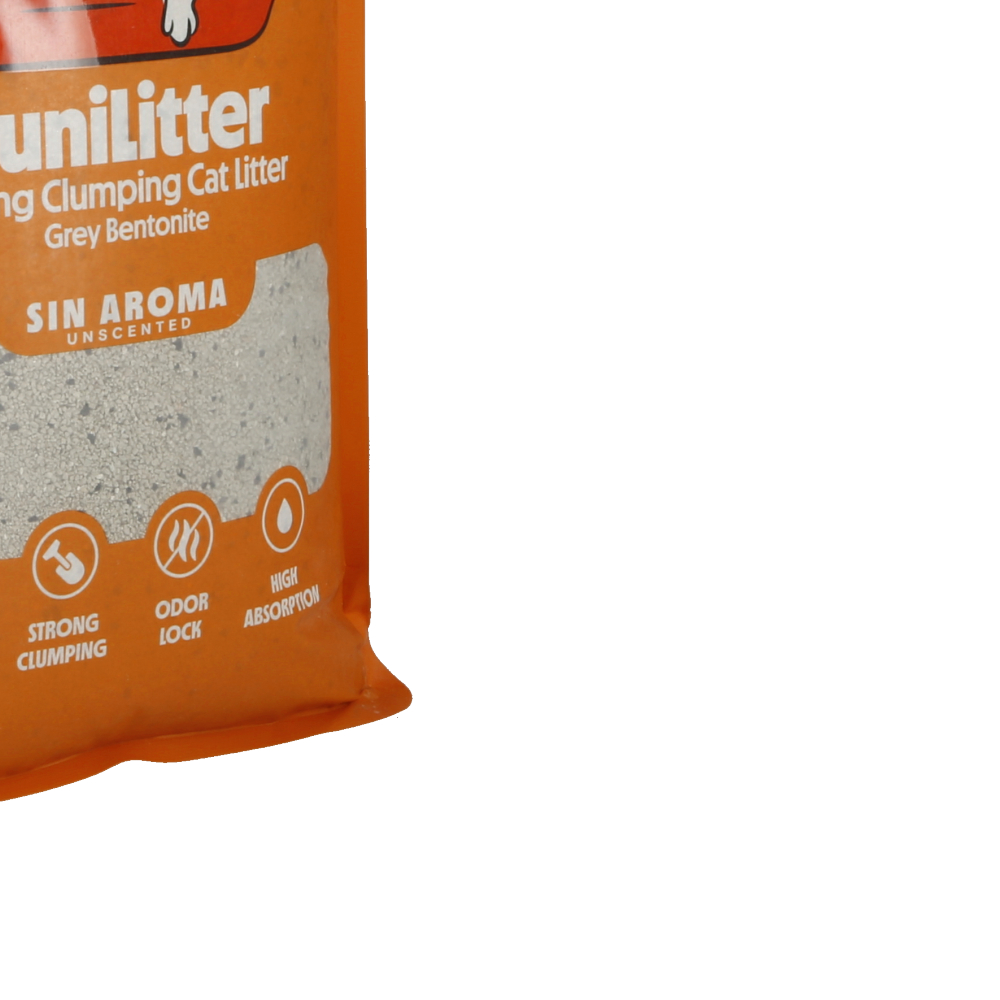 uniLitter
ng Clumping Cat Litter
Grey Bentonite
SIN AROMA
UNSCENTED
STRONG
CLUMPING
ODOR
LOCK
HIGH
ABSORPTION